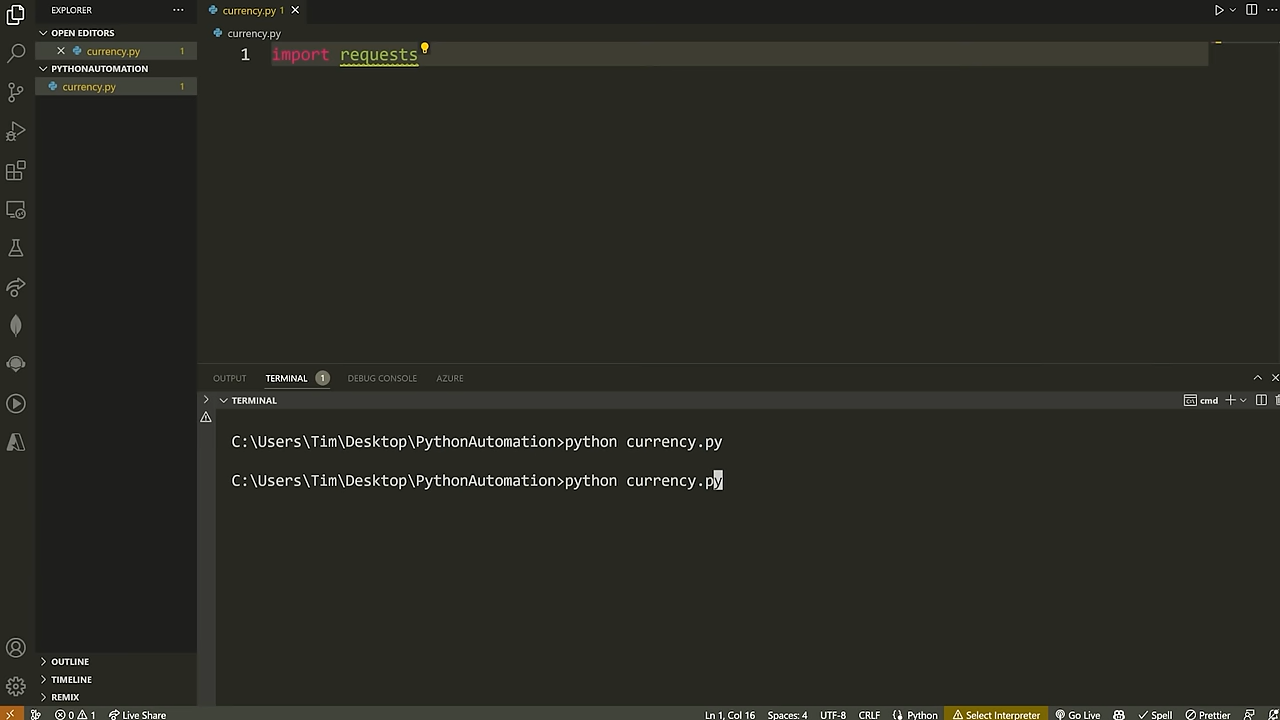 EXPLORER
currency.py 1
OPEN EDITORS
currency.py
currency.py 1
PYTHONAUTOMATION
1 import requests
currency.py 1
OUTPUT TERMINAL 1 DEBUG CONSOLE AZURE
TERMINAL
cmd
C:\Users\Tim\Desktop\PythonAutomation>python currency.py
C:\Users\Tim\Desktop\PythonAutomation>python currency.py
OUTLINE
TIMELINE
REMIX
0 1 Live Share
Ln 1, Col 16 Spaces: 4 UTF-8 CRLF Python Select Interpreter Go Live Spell Prettier